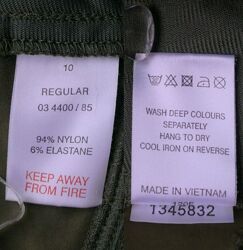 10
REGULAR
03 4400 / 85
94% NYLON
6% ELASTANE
KEEP AWAY
FROM FIRE
WASH DEEP COLOURS
SEPARATELY
HANG TO DRY
COOL IRON ON REVERSE
MADE IN VIETNAM
1345832